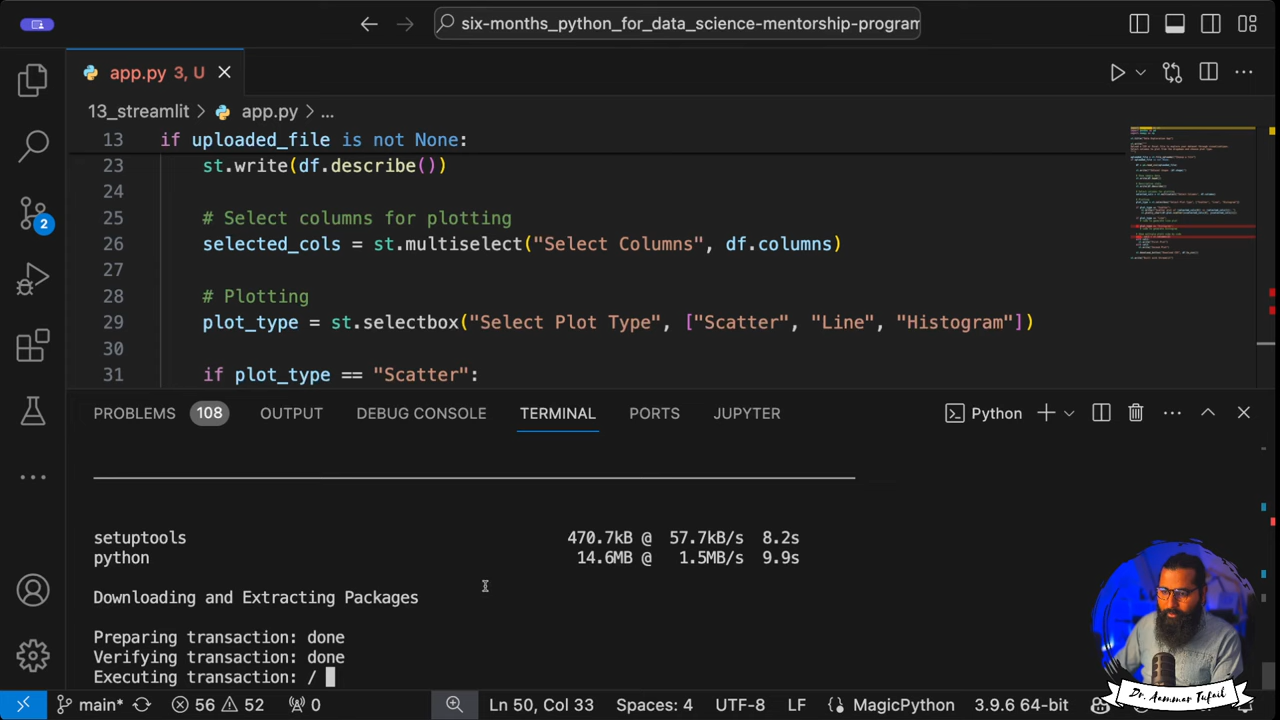 six-months_python_for_data_science-mentorship-program
app.py 3, U
13_streamlit > app.py > ...
13 if uploaded_file is not None:
23 st.write(df.describe())
24
25 # Select columns for plotting
26 selected_cols = st.multiselect("Select Columns", df.columns)
27
28 # Plotting
29 plot_type = st.selectbox("Select Plot Type", ["Scatter", "Line", "Histogram"])
30
31 if plot_type == "Scatter":
2
PROBLEMS 108 OUTPUT DEBUG CONSOLE TERMINAL PORTS JUPYTER Python
setuptools 470.7kB @ 57.7kB/s 8.2s
python 14.6MB @ 1.5MB/s 9.9s
Downloading and Extracting Packages
Preparing transaction: done
Verifying transaction: done
Executing transaction: /
Dr. Aammar Tufail
main* 56 52 0 Ln 50, Col 33 Spaces: 4 UTF-8 LF MagicPython 3.9.6 64-bit